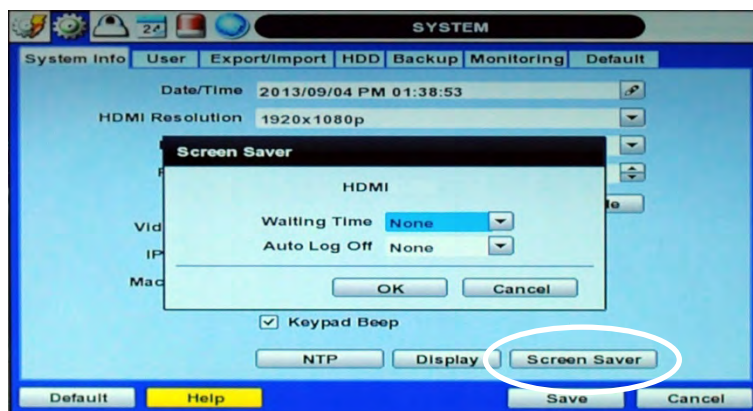 SYSTEM
System Info User Export/Import HDD Backup Monitoring Default
Date/Time 2013/09/04 PM 01:38:53
HDMI Resolution 1920x1080p
Screen Saver
HDMI
Waiting Time None
Auto Log Off None
OK Cancel
Keypad Beep
NTP Display Screen Saver
Default Help Save Cancel